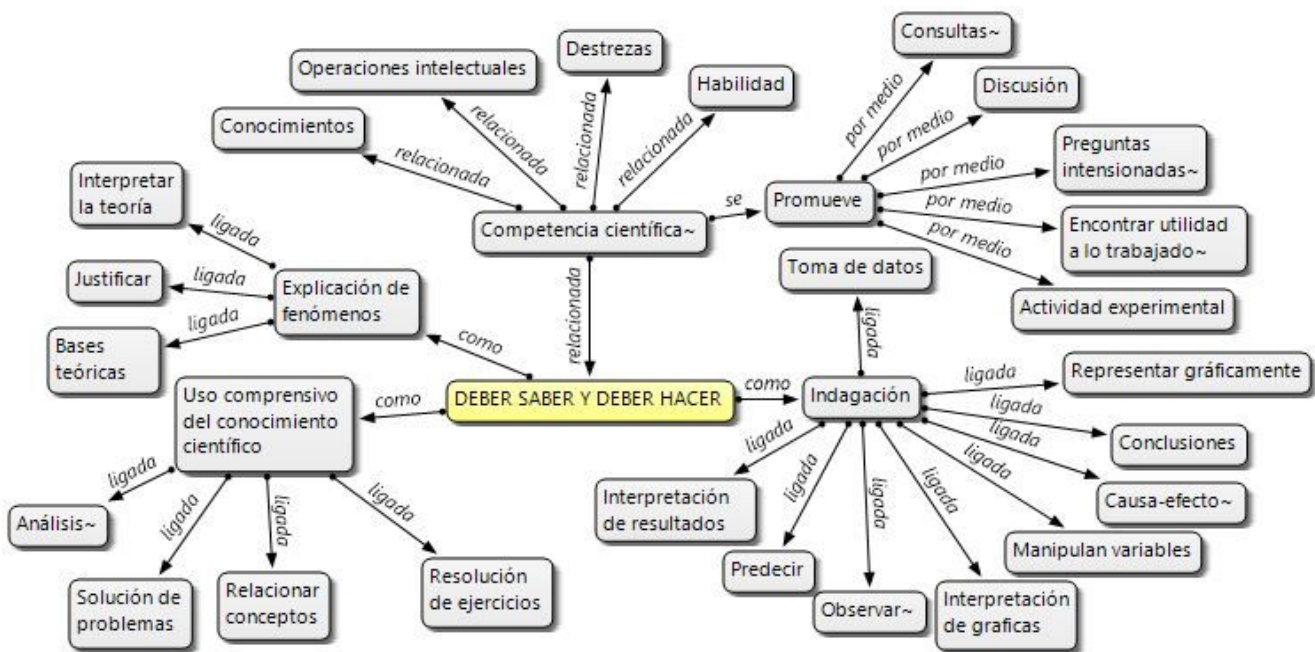 Consultas~
Destrezas
Operaciones intelectuales
Habilidad
Discusión
Conocimientos
por medio
por medio
relacionada
relacionada
relacionada
relacionada
Preguntas
intensionadas~
por medio
Interpretar
la teoría
se
Promueve
por medio
Encontrar utilidad
a lo trabajado~
Competencia científica~
por medio
ligada
Toma de datos
Justificar
ligada
Explicación de
fenómenos
Actividad experimental
relacionada
ligada
ligada
Bases
teóricas
como
Representar gráficamente
ligada
Uso comprensivo
del conocimiento
científico
como
DEBER SABER Y DEBER HACER
como
Indagación
ligada
Conclusiones
ligada
ligada
ligada
ligada
ligada
ligada
Causa-efecto~
ligada
ligada
ligada
ligada
ligada
Interpretación
de resultados
Análisis~
Manipulan variables
Predecir
Solución de
problemas
Relacionar
conceptos
Resolución
de ejercicios
Observar~
Interpretación
de graficas